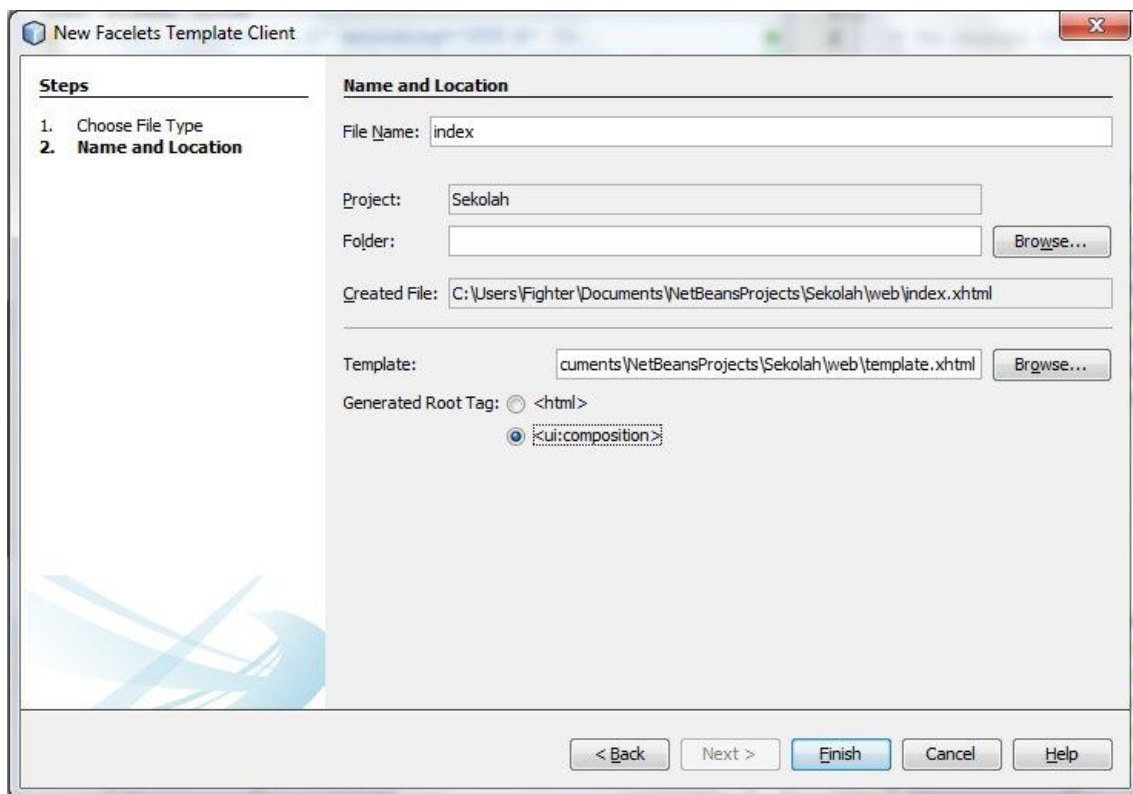 New Facelets Template Client
Steps
1. Choose File Type
2. Name and Location
Name and Location
File Name: index
Project: Sekolah
Folder: Browse...
Created File: C:\Users\Fighter\Documents\NetBeansProjects\Sekolah\web\index.xhtml
Template: cuments\NetBeansProjects\Sekolah\web\template.xhtml Browse...
Generated Root Tag: <html>
<ui:composition>
< Back Next > Finish Cancel Help